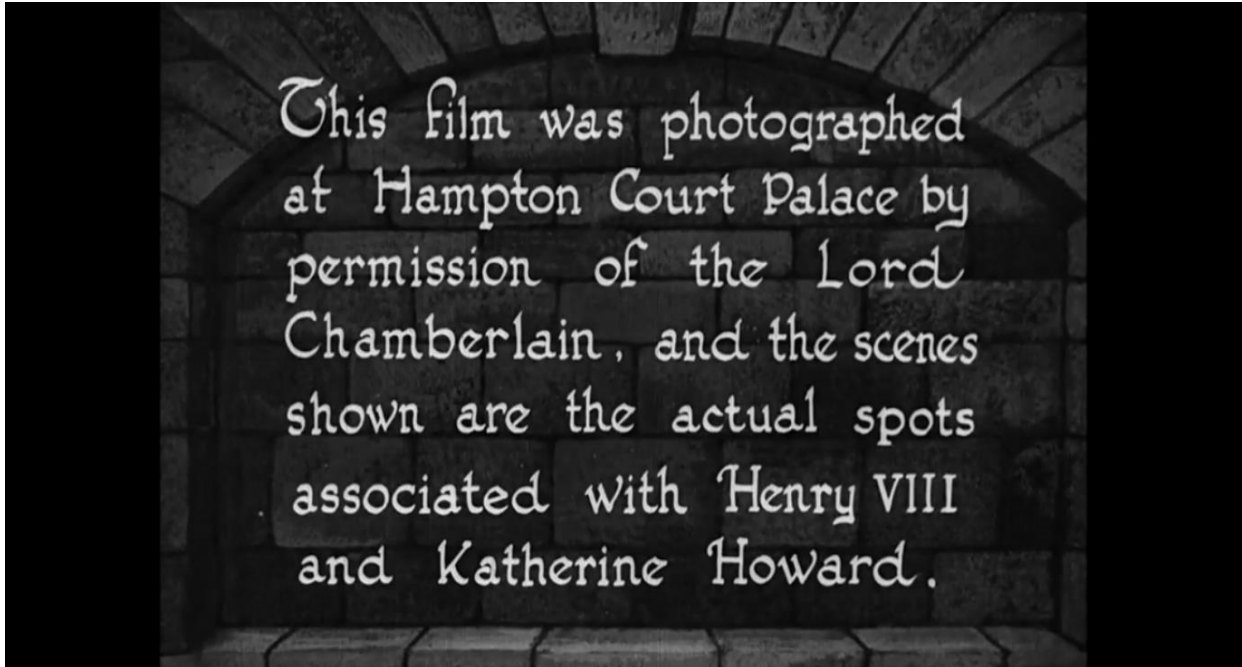 This film was photographed
at Hampton Court Palace by
permission of the Lord
Chamberlain, and the scenes
shown are the actual spots
associated with Henry VIII
and Katherine Howard.